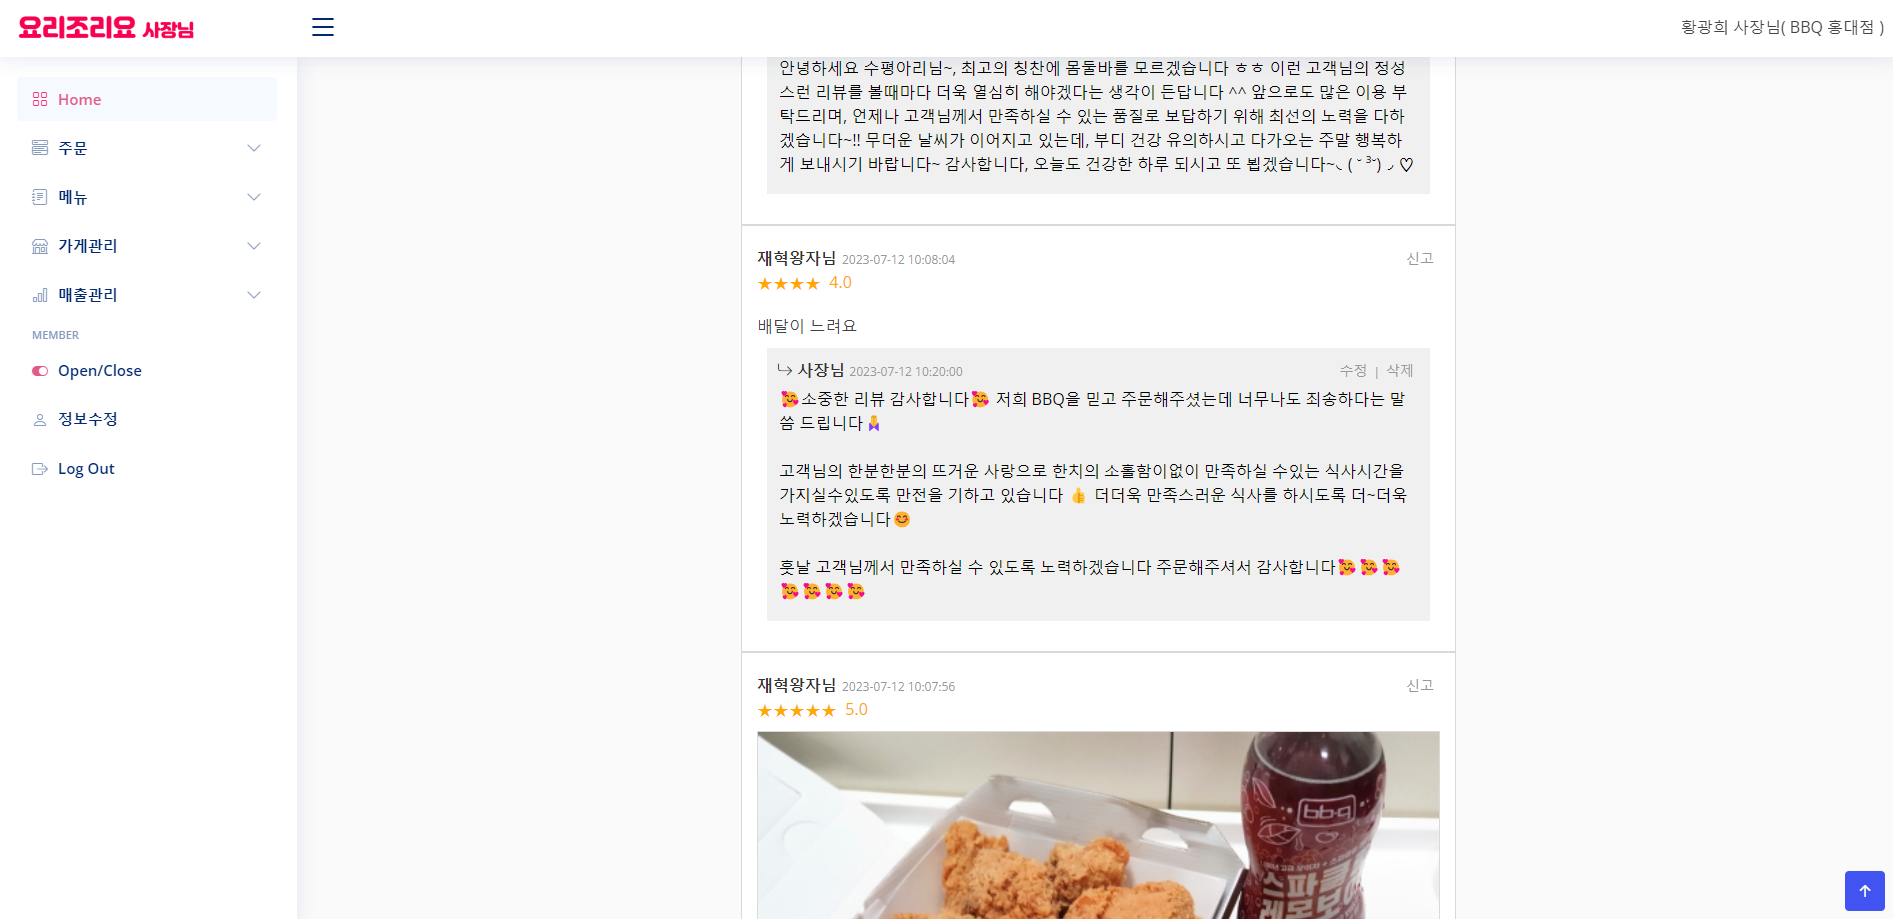 요리조리요 사장님
황광희 사장님( BBQ 홍대점 )
Home
주문
메뉴
가게관리
매출관리
MEMBER
Open/Close
정보수정
Log Out
안녕하세요 수평아리님~, 최고의 칭찬에 몸둘바를 모르겠습니다 ㅎㅎ 이런 고객님의 정성
스런 리뷰를 볼때마다 더욱 열심히 해야겠다는 생각이 든답니다 ^^ 앞으로도 많은 이용 부
탁드리며, 언제나 고객님께서 만족하실 수 있는 품질로 보답하기 위해 최선의 노력을 다하
겠습니다~!! 무더운 날씨가 이어지고 있는데, 부디 건강 유의하시고 다가오는 주말 행복하
게 보내시기 바랍니다~ 감사합니다, 오늘도 건강한 하루 되시고 또 뵙겠습니다~◟( ˘ ³˘)◞♡
재혁왕자님 2023-07-12 10:08:04 신고
★★★★ 4.0
배달이 느려요
사장님 2023-07-12 10:20:00 수정 | 삭제
🥰소중한 리뷰 감사합니다🥰 저희 BBQ을 믿고 주문해주셨는데 너무나도 죄송하다는 말
씀 드립니다🙇‍♀️
고객님의 한분한분의 뜨거운 사랑으로 한치의 소홀함이없이 만족하실 수있는 식사시간을
가지실수있도록 만전을 기하고 있습니다 👍 더더욱 만족스러운 식사를 하시도록 더~더욱
노력하겠습니다😊
훗날 고객님께서 만족하실 수 있도록 노력하겠습니다 주문해주셔서 감사합니다🥰🥰🥰
🥰🥰🥰🥰
재혁왕자님 2023-07-12 10:07:56 신고
★★★★★ 5.0
bb.q
스파클링
레몬보이